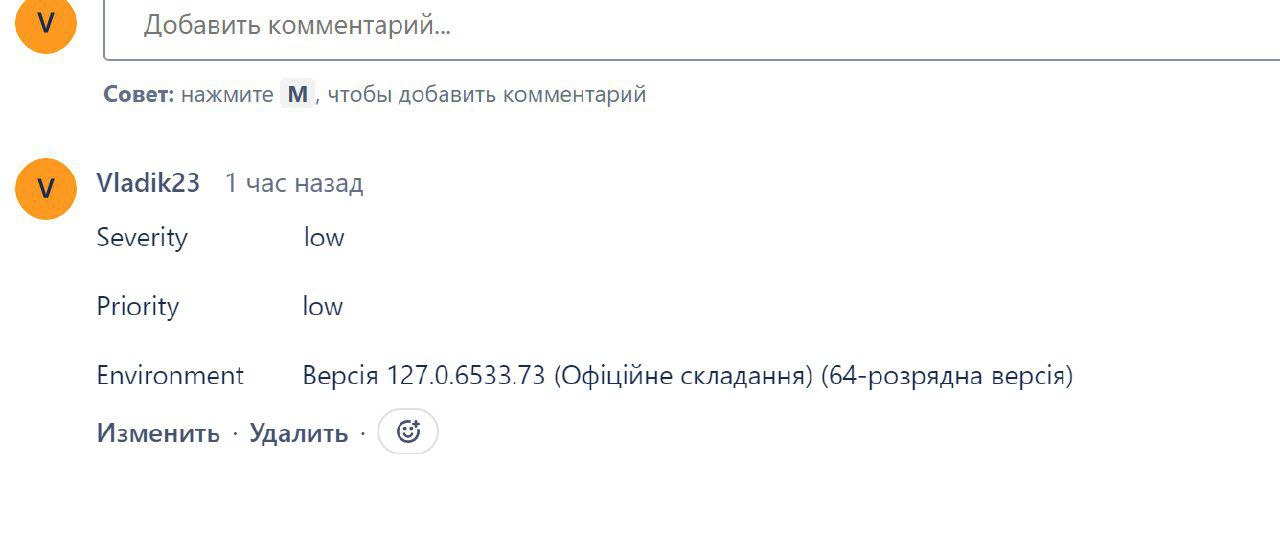 V
Добавить комментарий...
Совет: нажмите M, чтобы добавить комментарий
V
Vladik23 1 час назад
Severity low
Priority low
Environment Версія 127.0.6533.73 (Офіційне складання) (64-розрядна версія)
Изменить · Удалить ·